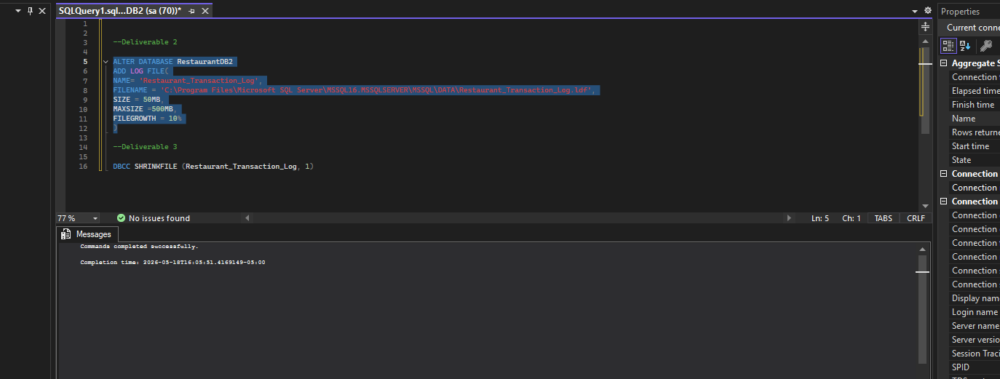 SQLQuery1.sql...DB2 (sa (70))*
Properties
Current conne
1
2
3 --Deliverable 2
4
5 ALTER DATABASE RestaurantDB2
6 ADD LOG FILE(
7 NAME= 'Restaurant_Transaction_Log',
8 FILENAME = 'C:\Program Files\Microsoft SQL Server\MSSQL16.MSSQLSERVER\MSSQL\DATA\Restaurant_Transaction_Log.ldf',
9 SIZE = 50MB,
10 MAXSIZE =500MB,
11 FILEGROWTH = 10%
12 )
13
14 --Deliverable 3
15
16 DBCC SHRINKFILE (Restaurant_Transaction_Log, 1)
77 %
No issues found
Ln: 5 Ch: 1 TABS CRLF
Messages
Commands completed successfully.
Completion time: 2026-05-18T16:05:51.4169149-05:00
Aggregate S
Connection f
Elapsed time
Finish time
Name
Rows returne
Start time
State
Connection
Connection
Connection
Connection
Connection
Connection
Connection
Connection s
Connection s
Display nam
Login name
Server name
Server versio
Session Traci
SPID